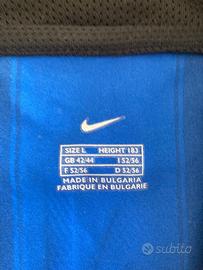 SIZE L HEIGHT 183
GB 42/44 I 52/56
F 52/56 D 52/56
MADE IN BULGARIA
FABRIQUE EN BULGARIE
subito